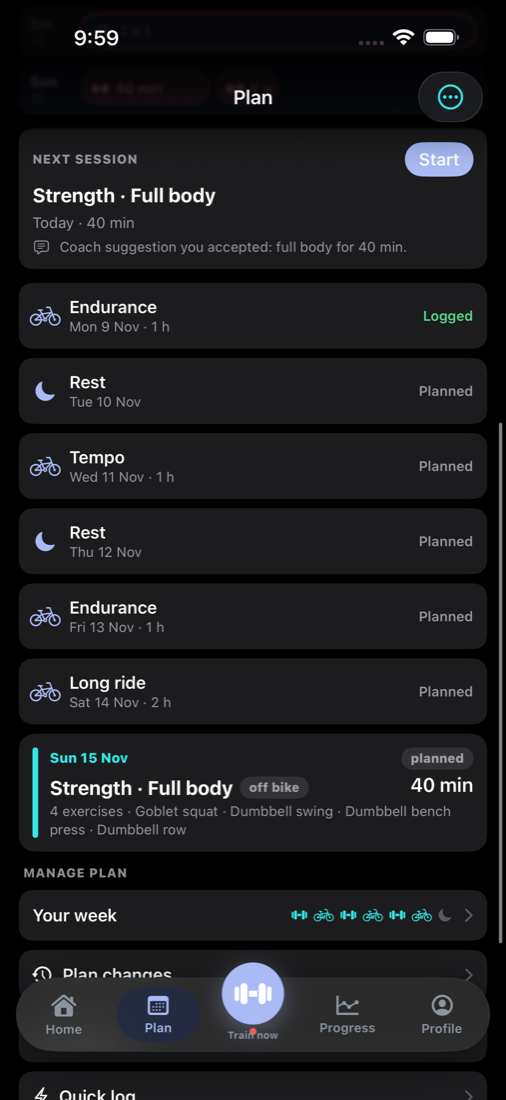 9:59
Sun
40 min
Plan
NEXT SESSION
Start
Strength · Full body
Today · 40 min
Coach suggestion you accepted: full body for 40 min.
Endurance
Mon 9 Nov · 1 h
Logged
Rest
Tue 10 Nov
Planned
Tempo
Wed 11 Nov · 1 h
Planned
Rest
Thu 12 Nov
Planned
Endurance
Fri 13 Nov · 1 h
Planned
Long ride
Sat 14 Nov · 2 h
Planned
Sun 15 Nov
planned
Strength · Full body off bike
40 min
4 exercises · Goblet squat · Dumbbell swing · Dumbbell bench
press · Dumbbell row
MANAGE PLAN
Your week
Plan changes
Home
Plan
Train now
Progress
Profile
Quick log